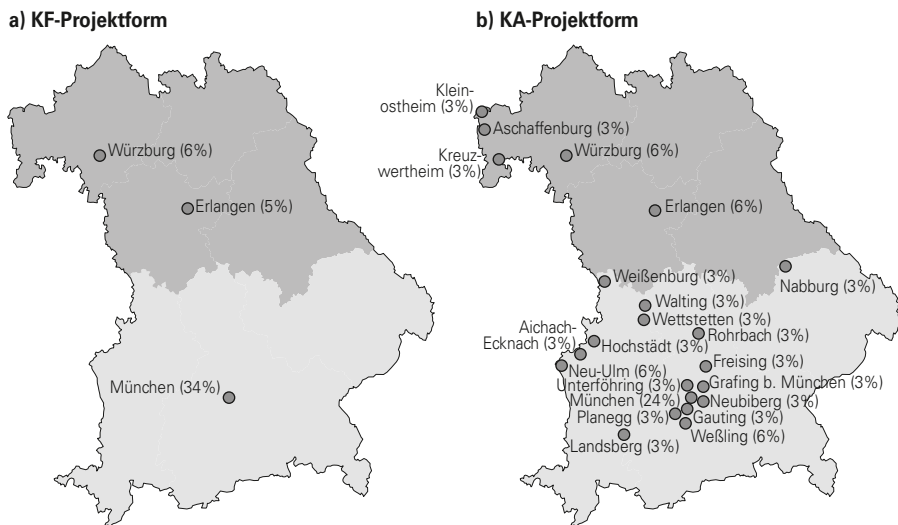 a) KF-Projektform
Würzburg (6%)
Erlangen (5%)
München (34%)
b) KA-Projektform
Klein-
ostheim (3%)
Aschaffenburg (3%)
Kreuz-
wertheim (3%)
Würzburg (6%)
Erlangen (6%)
Weißenburg (3%)
Nabburg (3%)
Walting (3%)
Wettstetten (3%)
Aichach-
Ecknach (3%)
Hochstädt (3%)
Rohrbach (3%)
Neu-Ulm (6%)
Freising (3%)
Unterföhring (3%)
Grafing b. München (3%)
München (24%)
Neubiberg (3%)
Planegg (3%)
Gauting (3%)
Landsberg (3%)
Weßling (6%)